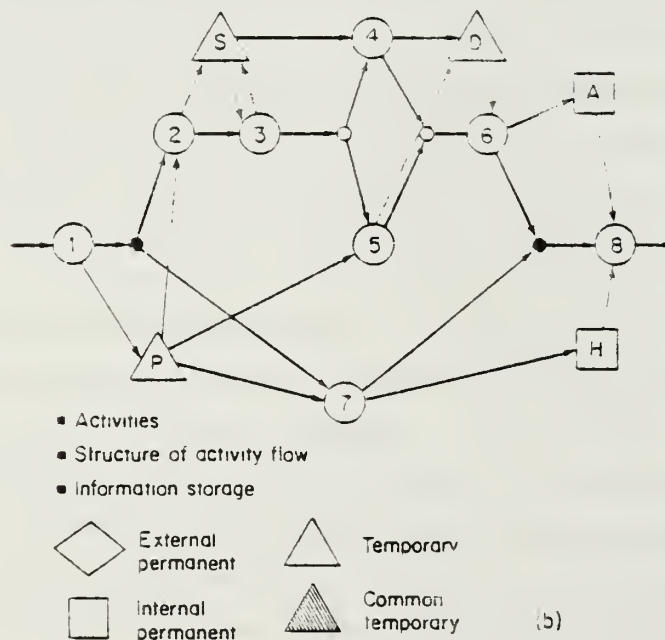 S 4 D
2 3 6 A
1 5 8
P 7 H
Activities
Structure of activity flow
Information storage
External
permanent
Temporary
Internal
permanent
Common
temporary
(b)